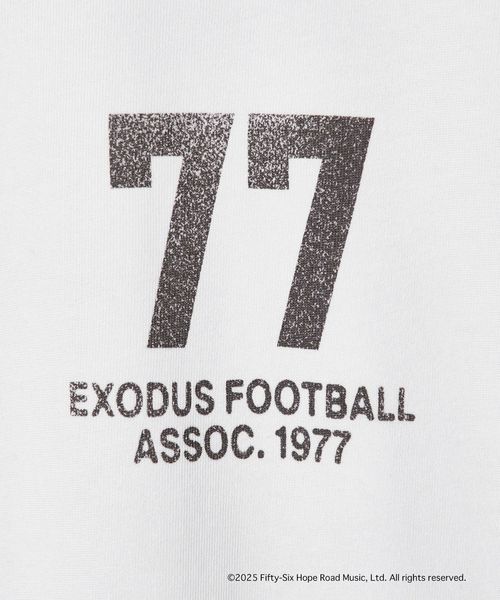 77
EXODUS FOOTBALL
ASSOC. 1977
©2025 Fifty-Six Hope Road Music, Ltd. All rights reserved.